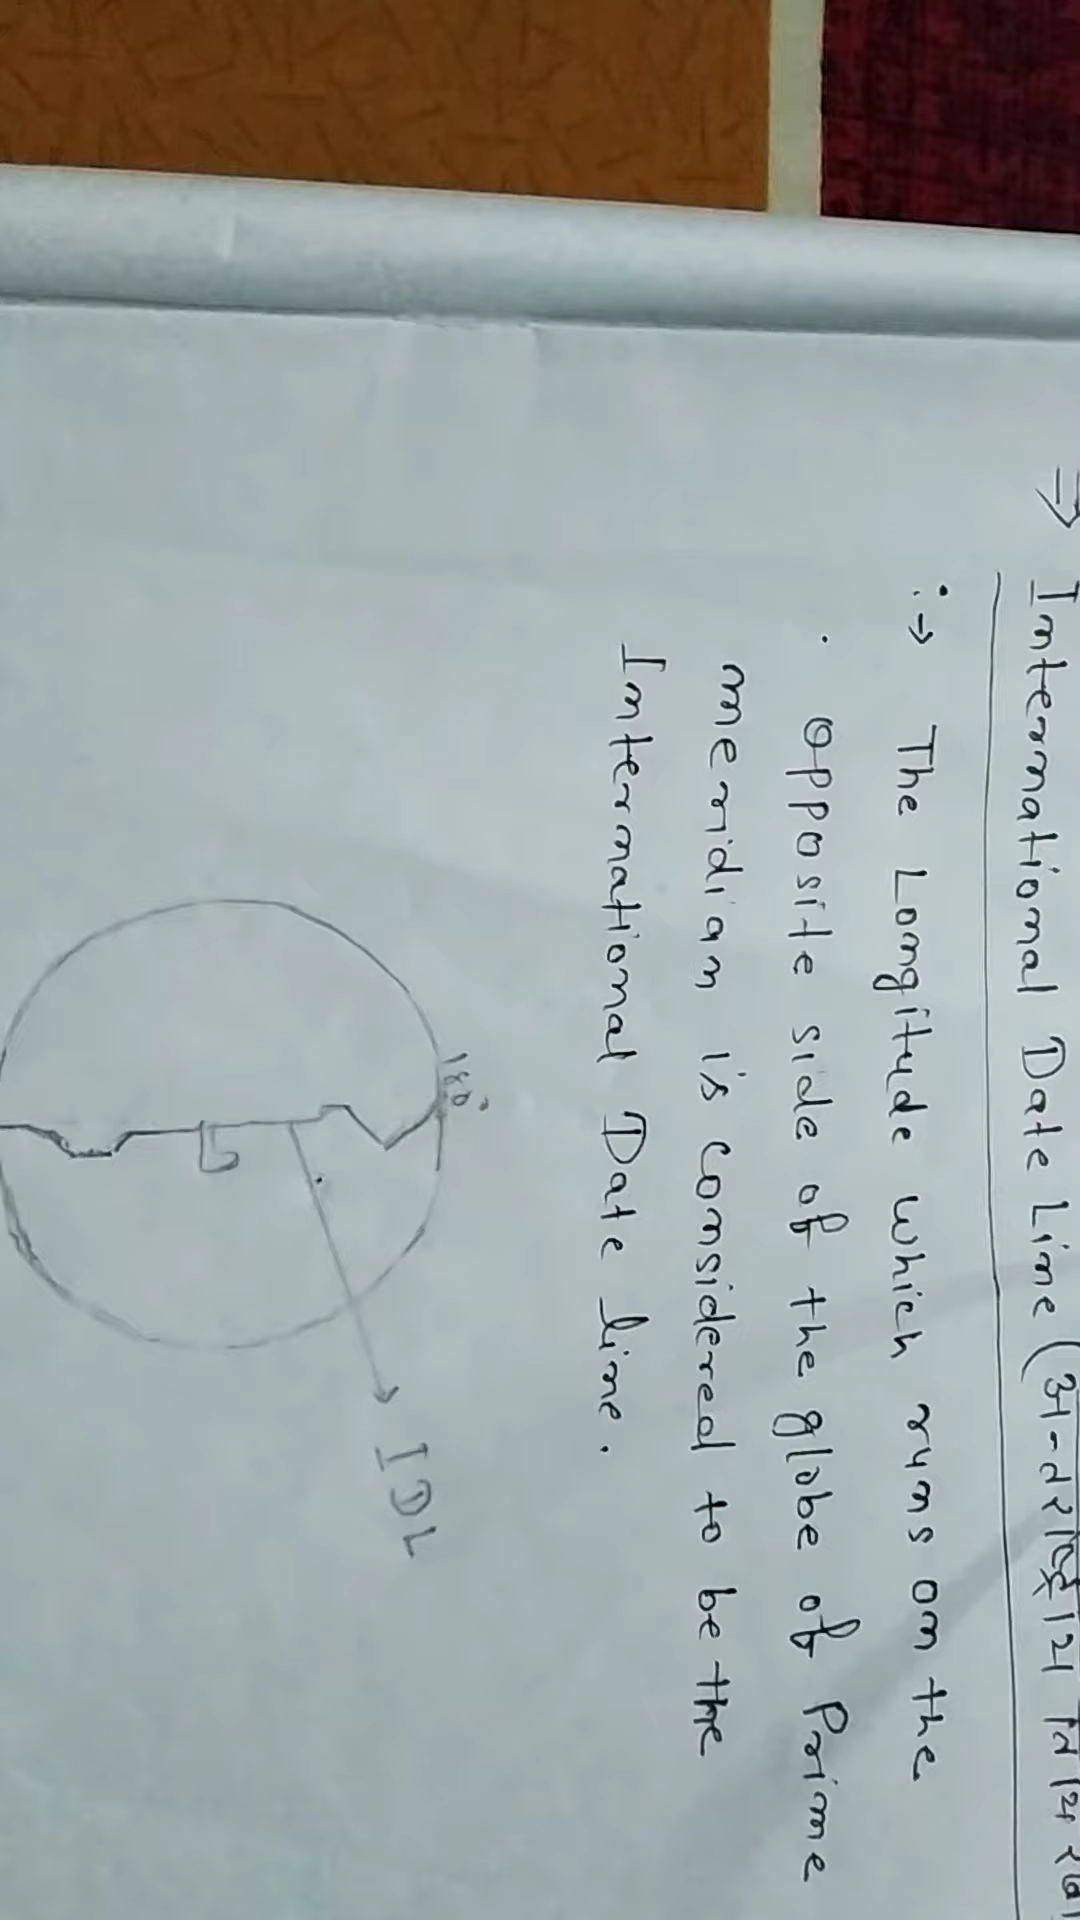 ⇒ International Date Line (अन्तर्राष्ट्रीय तिथि
:→ The Longitude which runs on the
. opposite side of the globe of Prime
meridian is considered to be the
International Date line.
180°
IDL